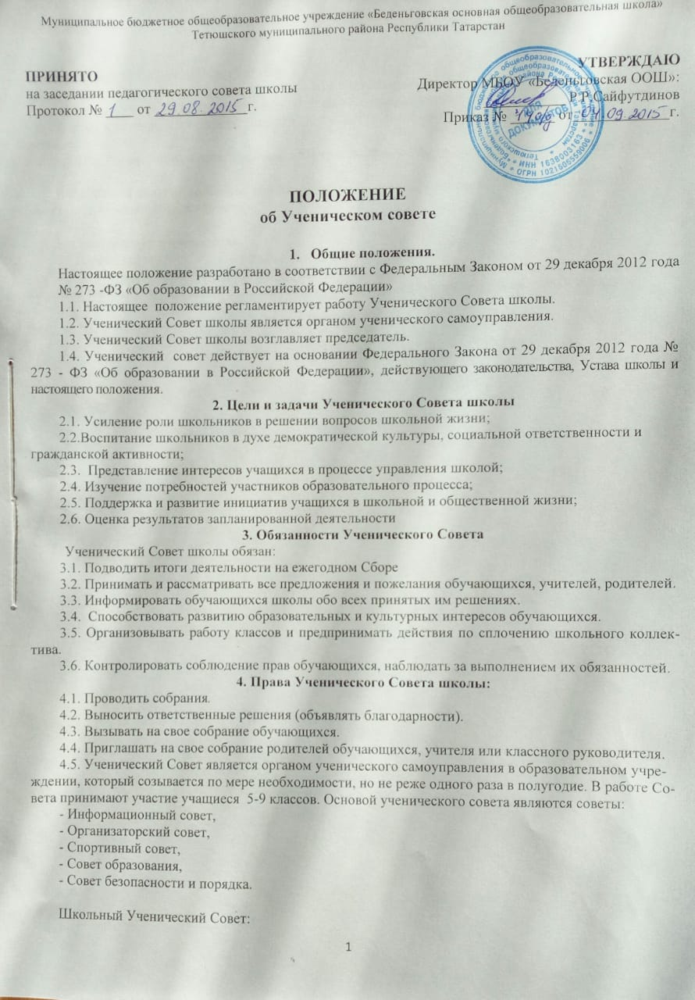 Муниципальное бюджетное общеобразовательное учреждение «Беденьговская основная общеобразовательная школа»
Тетюшского муниципального района Республики Татарстан
ПРИНЯТО
на заседании педагогического совета школы
Протокол № 1 от 29.08.2015 г.
УТВЕРЖДАЮ
Директор МБОУ «Беденьговская ООШ»:
Р.Р.Сайфутдинов
Приказ № от 01.09.2015 г.
ДЛЯ ДОКУМЕНТОВ
* ИНН 1638003163 *
* ОГРН 1021605559006 *
ПОЛОЖЕНИЕ
об Ученическом совете
1. Общие положения.
Настоящее положение разработано в соответствии с Федеральным Законом от 29 декабря 2012 года
№ 273 -ФЗ «Об образовании в Российской Федерации»
1.1. Настоящее положение регламентирует работу Ученического Совета школы.
1.2. Ученический Совет школы является органом ученического самоуправления.
1.3. Ученический Совет школы возглавляет председатель.
1.4. Ученический совет действует на основании Федерального Закона от 29 декабря 2012 года №
273 - ФЗ «Об образовании в Российской Федерации», действующего законодательства, Устава школы и
настоящего положения.
2. Цели и задачи Ученического Совета школы
2.1. Усиление роли школьников в решении вопросов школьной жизни;
2.2.Воспитание школьников в духе демократической культуры, социальной ответственности и
гражданской активности;
2.3. Представление интересов учащихся в процессе управления школой;
2.4. Изучение потребностей участников образовательного процесса;
2.5. Поддержка и развитие инициатив учащихся в школьной и общественной жизни;
2.6. Оценка результатов запланированной деятельности
3. Обязанности Ученического Совета
Ученический Совет школы обязан:
3.1. Подводить итоги деятельности на ежегодном Сборе
3.2. Принимать и рассматривать все предложения и пожелания обучающихся, учителей, родителей.
3.3. Информировать обучающихся школы обо всех принятых им решениях.
3.4. Способствовать развитию образовательных и культурных интересов обучающихся.
3.5. Организовывать работу классов и предпринимать действия по сплочению школьного коллек-
тива.
3.6. Контролировать соблюдение прав обучающихся, наблюдать за выполнением их обязанностей.
4. Права Ученического Совета школы:
4.1. Проводить собрания.
4.2. Выносить ответственные решения (объявлять благодарности).
4.3. Вызывать на свое собрание обучающихся.
4.4. Приглашать на свое собрание родителей обучающихся, учителя или классного руководителя.
4.5. Ученический Совет является органом ученического самоуправления в образовательном учре-
ждении, который созывается по мере необходимости, но не реже одного раза в полугодие. В работе Со-
вета принимают участие учащиеся 5-9 классов. Основой ученического совета являются советы:
- Информационный совет,
- Организаторский совет,
- Спортивный совет,
- Совет образования,
- Совет безопасности и порядка.
Школьный Ученический Совет:
1